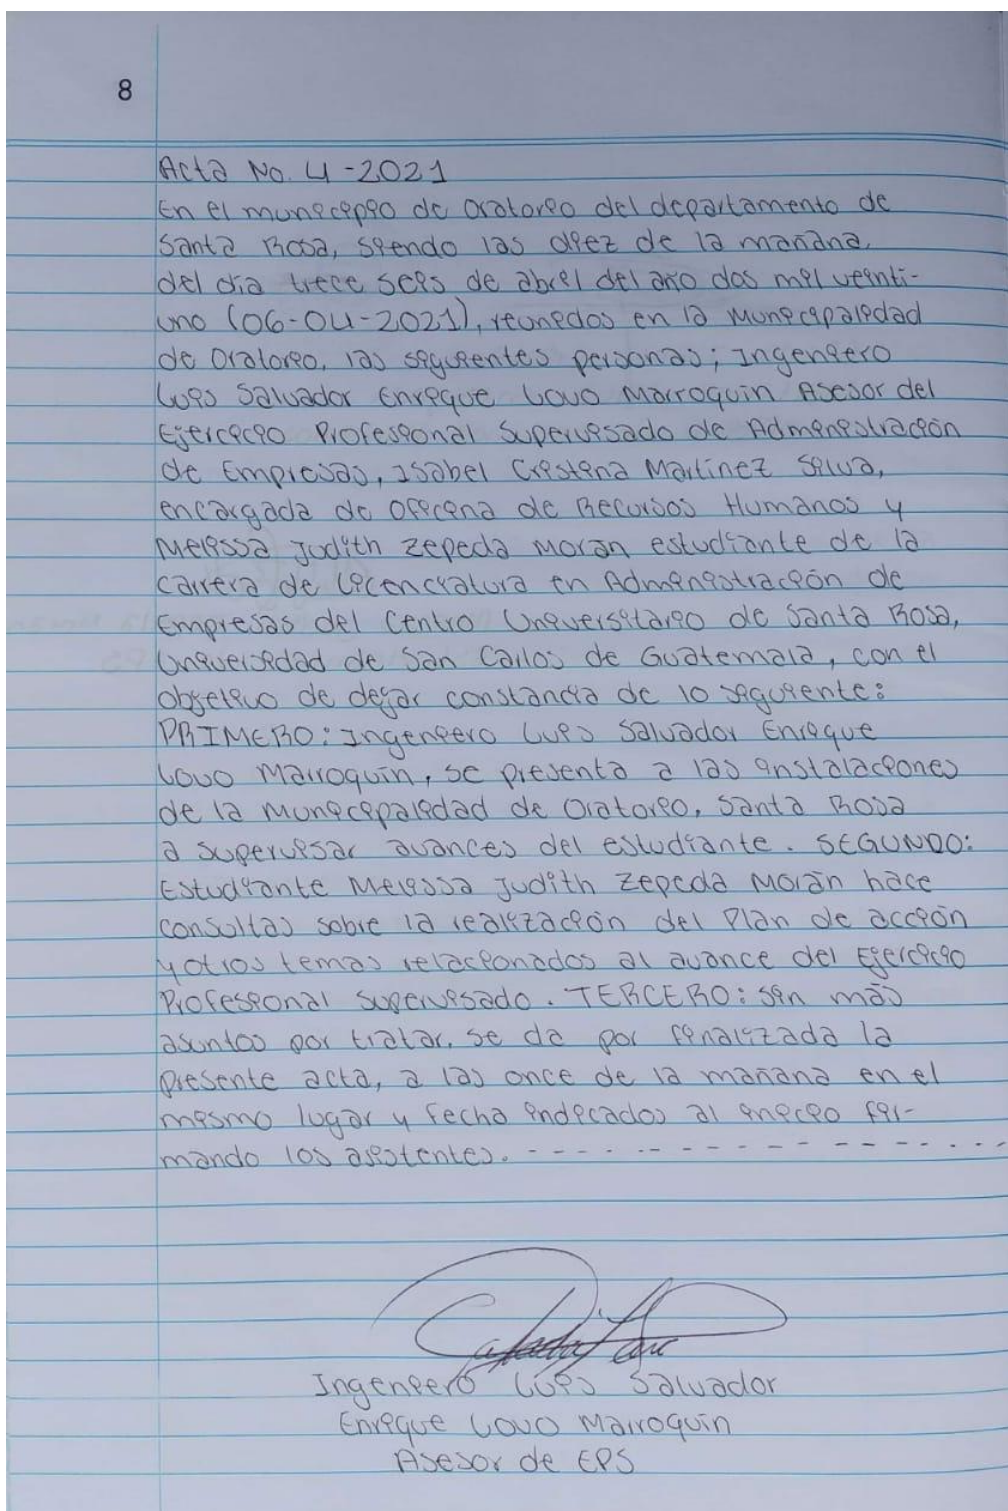 8
Acta No. 4-2021
En el municipio de Oratorio del departamento de
Santa Rosa, siendo las diez de la mañana,
del día trece seis de abril del año dos mil veinti-
uno (06-04-2021), reunidos en la Municipalidad
de Oratorio, las siguientes personas; Ingeniero
Luis Salvador Enrique Lovo Marroquín Asesor del
Ejercicio Profesional Supervisado de Administración
de Empresas, Isabel Cristina Martínez Silva,
encargada de Oficina de Recursos Humanos y
Melissa Judith Zepeda Morán estudiante de la
Carrera de Licenciatura en Administración de
Empresas del Centro Universitario de Santa Rosa,
Universidad de San Carlos de Guatemala, con el
objetivo de dejar constancia de lo siguiente:
PRIMERO: Ingeniero Luis Salvador Enrique
Lovo Marroquín, se presenta a las instalaciones
de la Municipalidad de Oratorio, Santa Rosa
a supervisar avances del estudiante. SEGUNDO:
Estudiante Melissa Judith Zepeda Morán hace
consultas sobre la realización del Plan de acción
y otros temas relacionados al avance del Ejercicio
Profesional Supervisado. TERCERO: sin más
asuntos por tratar, se da por finalizada la
presente acta, a las once de la mañana en el
mismo lugar y fecha indicados al inicio fir-
mando los asistentes. - - - - - - - - - - - - - - - -
Ingeniero Luis Salvador
Enrique Lovo Marroquín
Asesor de EPS